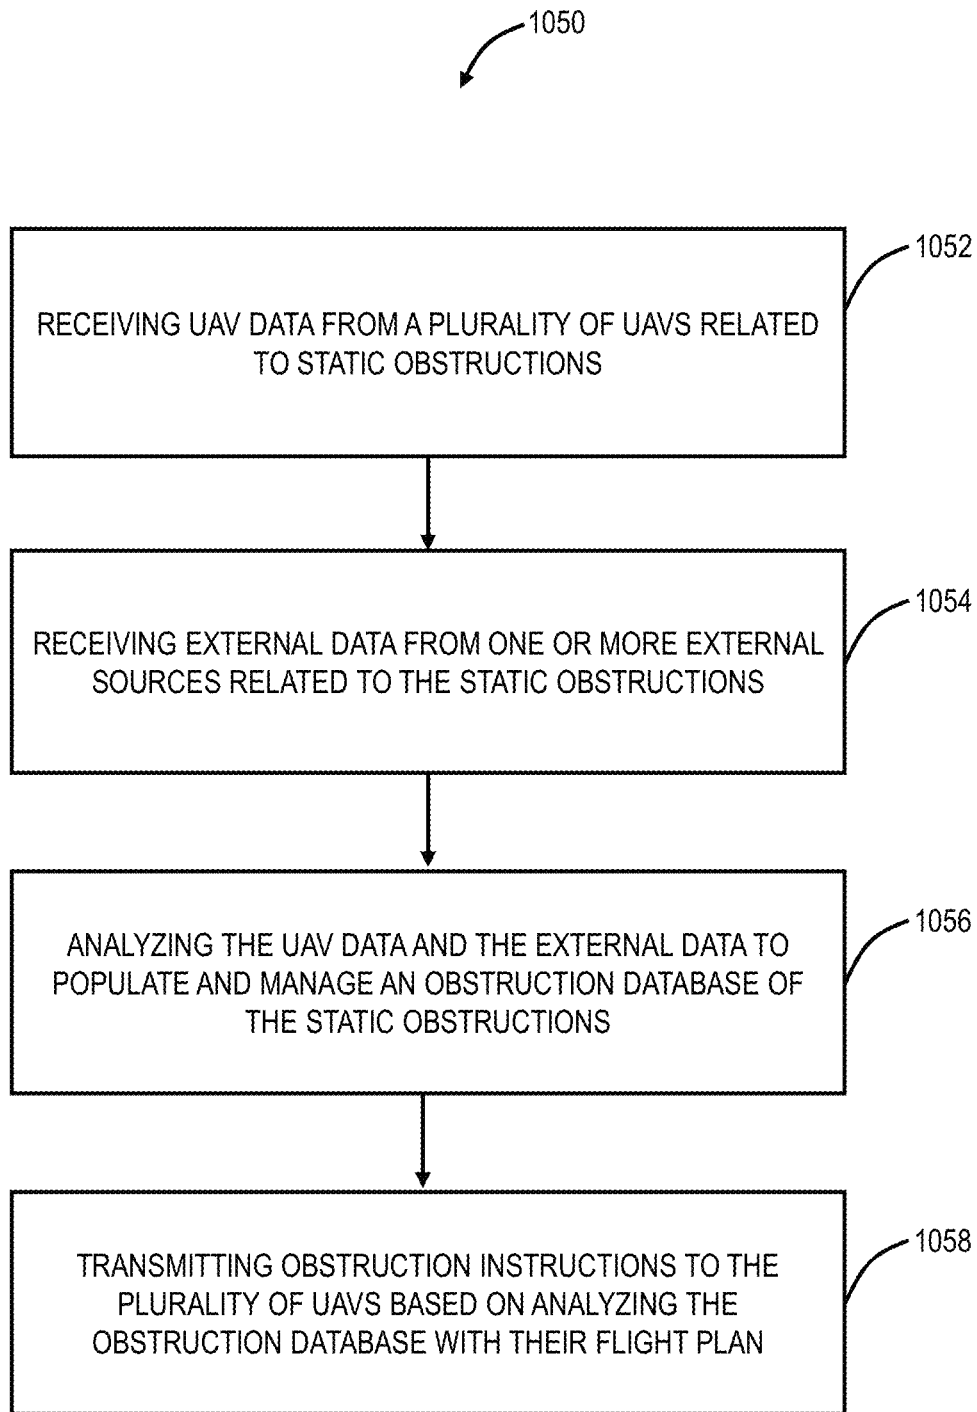 1050
1052
RECEIVING UAV DATA FROM A PLURALITY OF UAVS RELATED
TO STATIC OBSTRUCTIONS
1054
RECEIVING EXTERNAL DATA FROM ONE OR MORE EXTERNAL
SOURCES RELATED TO THE STATIC OBSTRUCTIONS
1056
ANALYZING THE UAV DATA AND THE EXTERNAL DATA TO
POPULATE AND MANAGE AN OBSTRUCTION DATABASE OF
THE STATIC OBSTRUCTIONS
1058
TRANSMITTING OBSTRUCTION INSTRUCTIONS TO THE
PLURALITY OF UAVS BASED ON ANALYZING THE
OBSTRUCTION DATABASE WITH THEIR FLIGHT PLAN